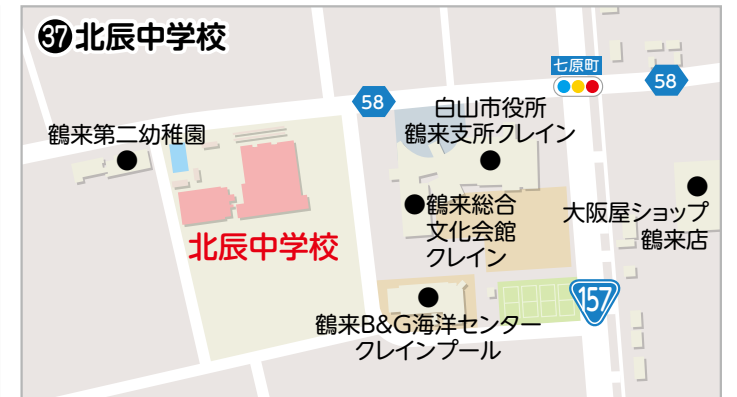 ㊲北辰中学校
七原町
58
58
白山市役所
鶴来支所クレイン
鶴来第二幼稚園
鶴来総合
文化会館
クレイン
大阪屋ショップ
鶴来店
北辰中学校
157
鶴来B&G海洋センター
クレインプール